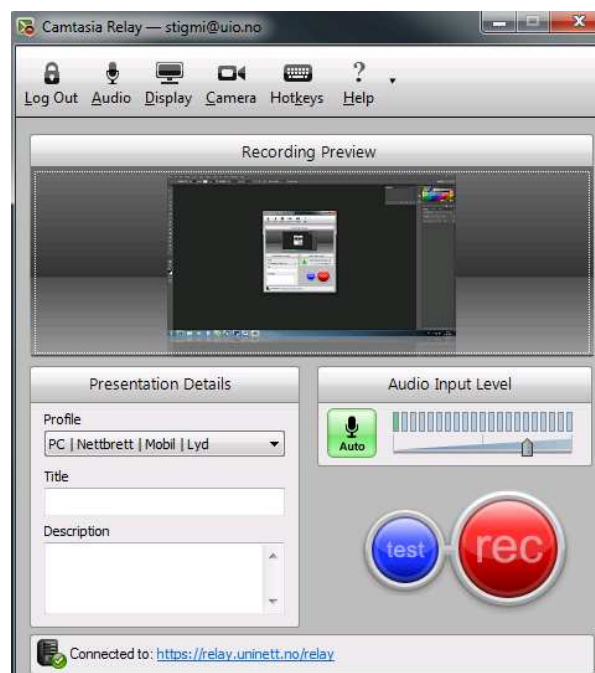 Camtasia Relay — stigmi@uio.no
Log Out Audio Display Camera Hotkeys Help
Recording Preview
Presentation Details
Profile
PC | Nettbrett | Mobil | Lyd
Title
Description
Audio Input Level
Auto
test
rec
Connected to: https://relay.uninett.no/relay